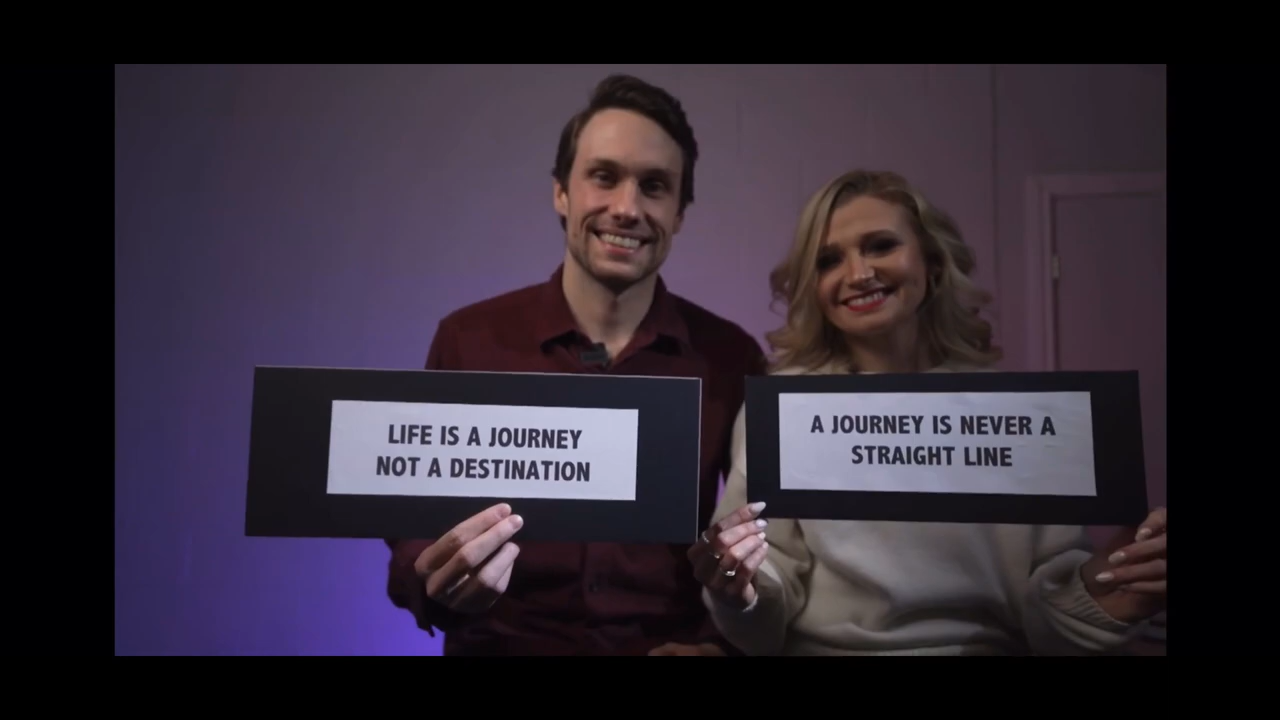 LIFE IS A JOURNEY
NOT A DESTINATION
A JOURNEY IS NEVER A
STRAIGHT LINE